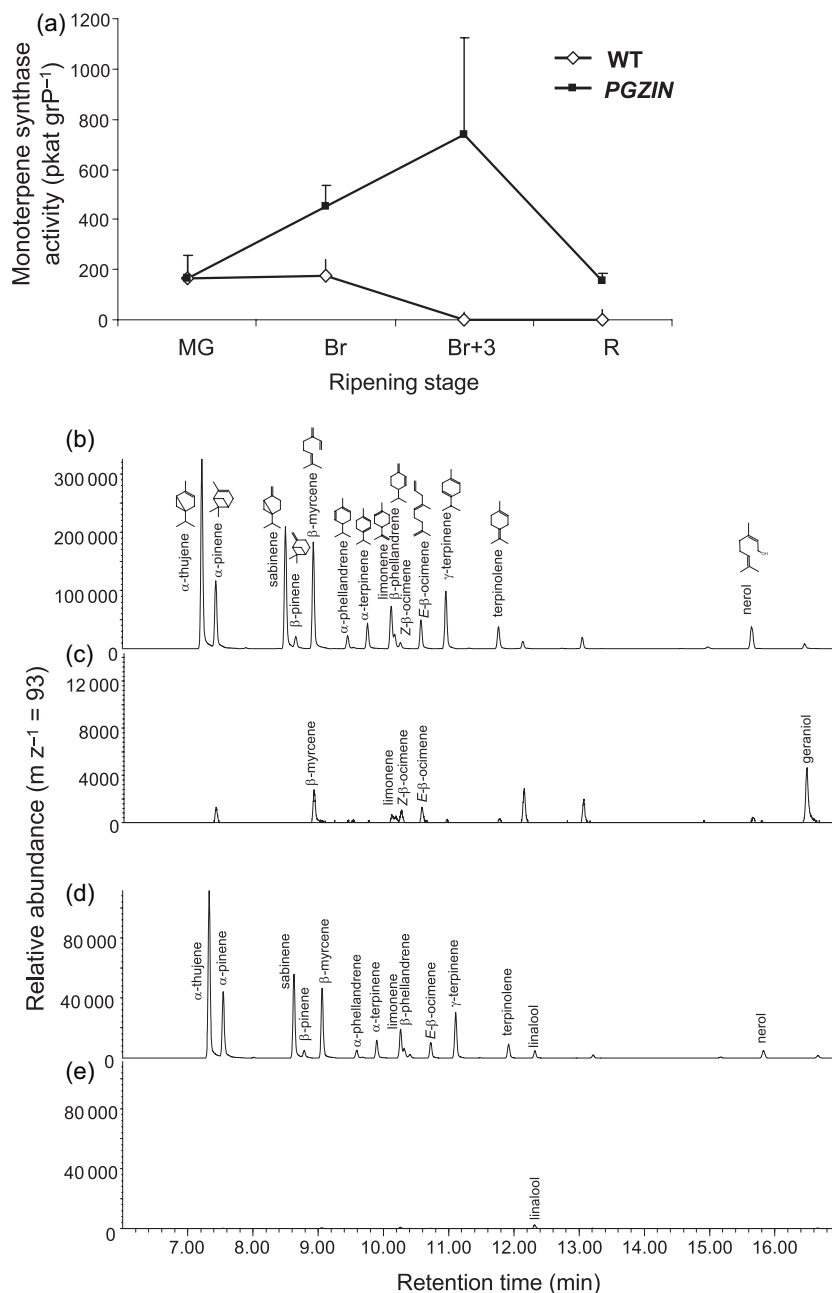 (a)
1200
1000
800
600
400
200
0
Monoterpene synthase
activity (pkat grP⁻¹)
WT
PGZIN
MG Br Br+3 R
Ripening stage
(b)
300 000
200 000
100 000
0
α-thujene
α-pinene
sabinene
β-pinene
β-myrcene
α-phellandrene
α-terpinene
limonene
β-phellandrene
Z-β-ocimene
E-β-ocimene
γ-terpinene
terpinolene
nerol
OH
(c)
12 000
8000
4000
0
β-myrcene
limonene
Z-β-ocimene
E-β-ocimene
geraniol
Relative abundance (m z⁻¹ = 93)
(d)
80 000
40 000
0
α-thujene
α-pinene
sabinene
β-pinene
β-myrcene
α-phellandrene
α-terpinene
limonene
β-phellandrene
E-β-ocimene
γ-terpinene
terpinolene
linalool
nerol
(e)
80 000
40 000
0
linalool
7.00 8.00 9.00 10.00 11.00 12.00 13.00 14.00 15.00 16.00
Retention time (min)